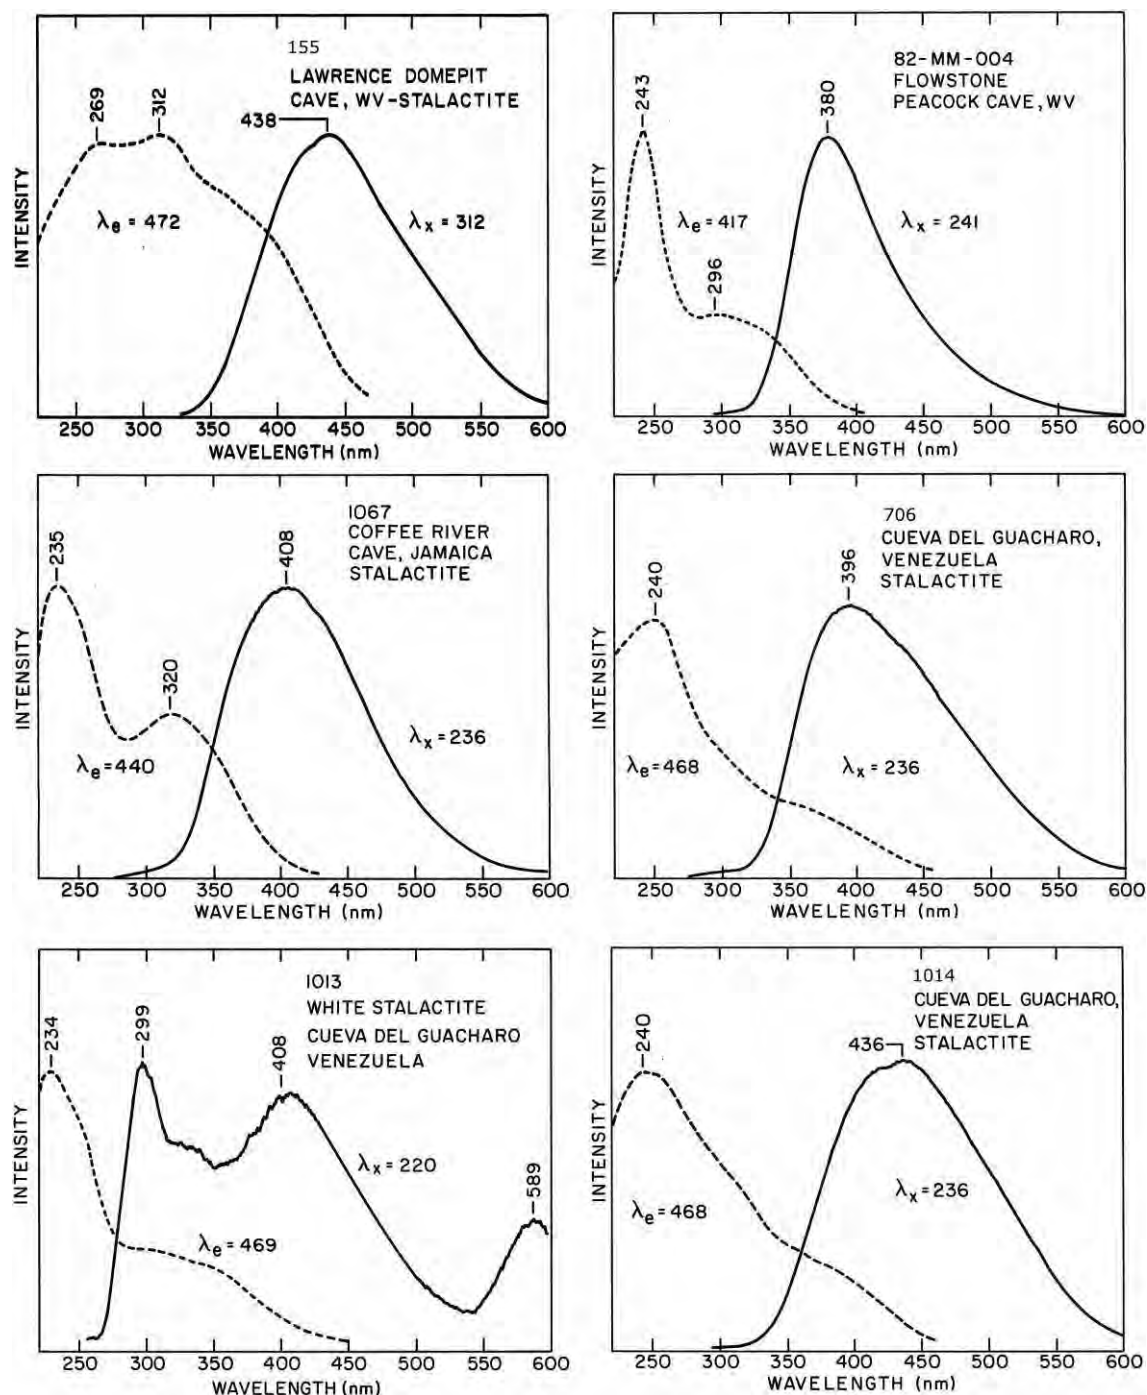 155
LAWRENCE DOMEPIT
CAVE, WV-STALACTITE
269
312
438
λe = 472
λx = 312
INTENSITY
250 300 350 400 450 500 550 600
WAVELENGTH (nm)
82-MM-004
FLOWSTONE
PEACOCK CAVE, WV
243
296
380
λe = 417
λx = 241
INTENSITY
250 300 350 400 450 500 550 600
WAVELENGTH (nm)
1067
COFFEE RIVER
CAVE, JAMAICA
STALACTITE
235
320
408
λe = 440
λx = 236
INTENSITY
250 300 350 400 450 500 550 600
WAVELENGTH (nm)
706
CUEVA DEL GUACHARO,
VENEZUELA
STALACTITE
240
396
λe = 468
λx = 236
INTENSITY
250 300 350 400 450 500 550 600
WAVELENGTH (nm)
1013
WHITE STALACTITE
CUEVA DEL GUACHARO
VENEZUELA
234
299
408
589
λx = 220
λe = 469
INTENSITY
250 300 350 400 450 500 550 600
WAVELENGTH (nm)
1014
CUEVA DEL GUACHARO,
VENEZUELA
STALACTITE
240
436
λe = 468
λx = 236
INTENSITY
250 300 350 400 450 500 550 600
WAVELENGTH (nm)